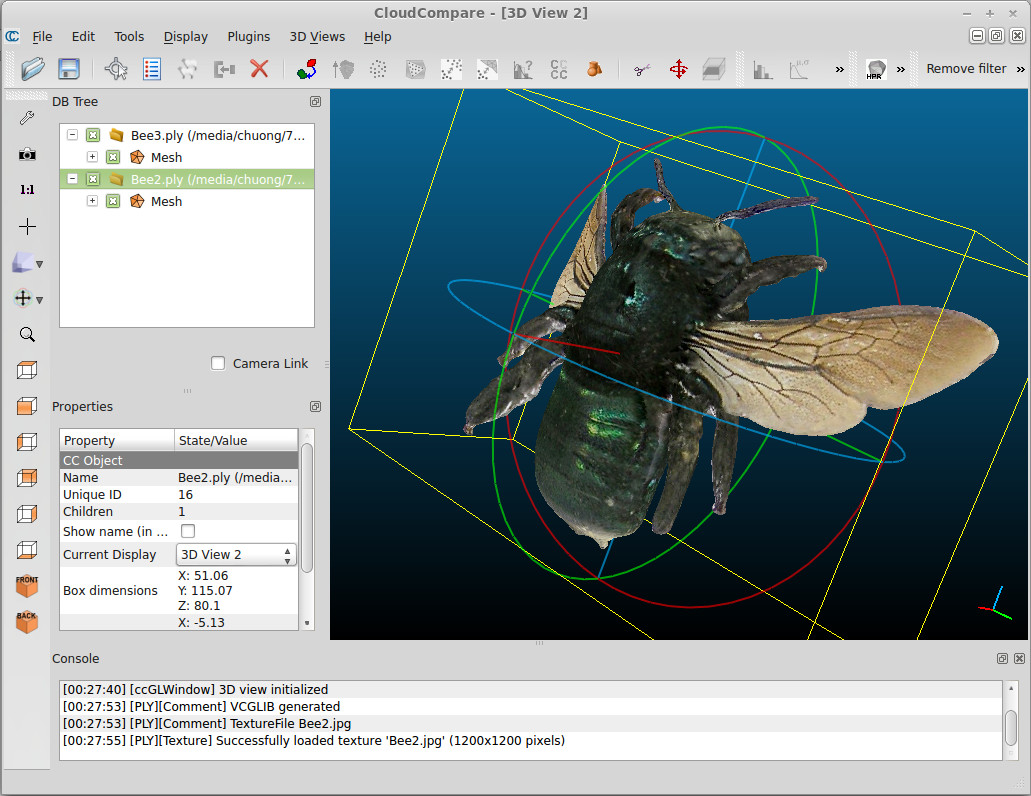 CloudCompare - [3D View 2]
File Edit Tools Display Plugins 3D Views Help
CC CC HPR » » Remove filter »
DB Tree
Bee3.ply (/media/chuong/7...
Mesh
Bee2.ply (/media/chuong/7...
Mesh
1:1
Camera Link
Properties
Property State/Value
CC Object
Name Bee2.ply (/media...
Unique ID 16
Children 1
Show name (in ...
Current Display 3D View 2
Box dimensions X: 51.06
Y: 115.07
Z: 80.1
X: -5.13
FRONT
BACK
Console
[00:27:40] [ccGLWindow] 3D view initialized
[00:27:53] [PLY][Comment] VCGLIB generated
[00:27:53] [PLY][Comment] TextureFile Bee2.jpg
[00:27:55] [PLY][Texture] Successfully loaded texture 'Bee2.jpg' (1200x1200 pixels)